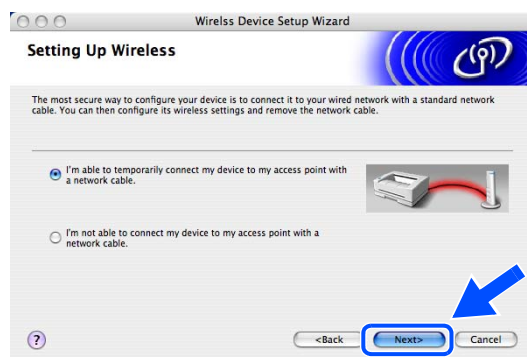 Wirelss Device Setup Wizard
Setting Up Wireless
The most secure way to configure your device is to connect it to your wired network with a standard network
cable. You can then configure its wireless settings and remove the network cable.
I'm able to temporarily connect my device to my access point with
a network cable.
I'm not able to connect my device to my access point with a
network cable.
?
<Back
Next>
Cancel